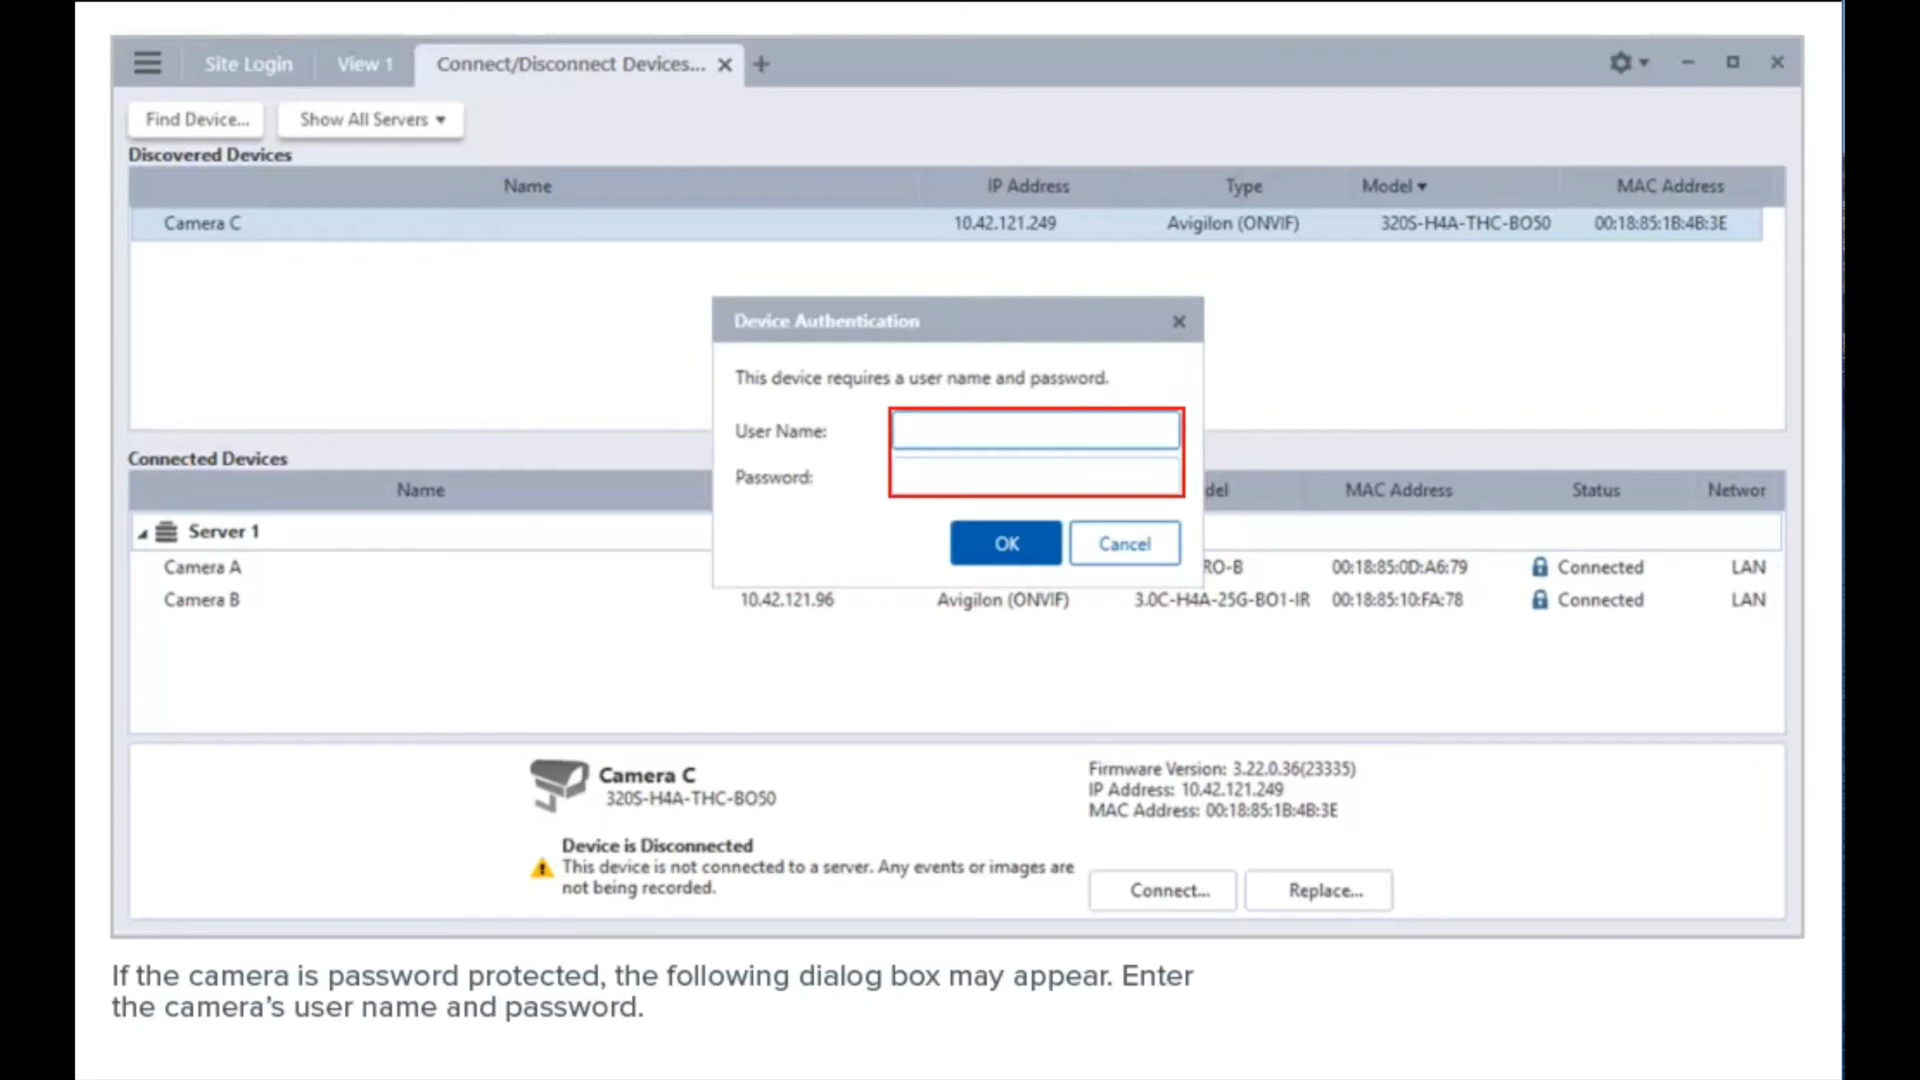 Site Login View 1 Connect/Disconnect Devices...
Find Device... Show All Servers
Discovered Devices
Name IP Address Type Model MAC Address
Camera C 10.42.121.249 Avigilon (ONVIF) 320S-H4A-THC-BO50 00:18:85:1B:4B:3E
Device Authentication
This device requires a user name and password.
User Name:
Password:
OK Cancel
Connected Devices
Name del MAC Address Status Networ
Server 1
Camera A RO-B 00:18:85:0D:A6:79 Connected LAN
Camera B 10.42.121.96 Avigilon (ONVIF) 3.0C-H4A-25G-BO1-IR 00:18:85:10:FA:78 Connected LAN
Camera C
320S-H4A-THC-BO50
Firmware Version: 3.22.0.36(23335)
IP Address: 10.42.121.249
MAC Address: 00:18:85:1B:4B:3E
Device is Disconnected
This device is not connected to a server. Any events or images are
not being recorded.
Connect... Replace...
If the camera is password protected, the following dialog box may appear. Enter
the camera’s user name and password.